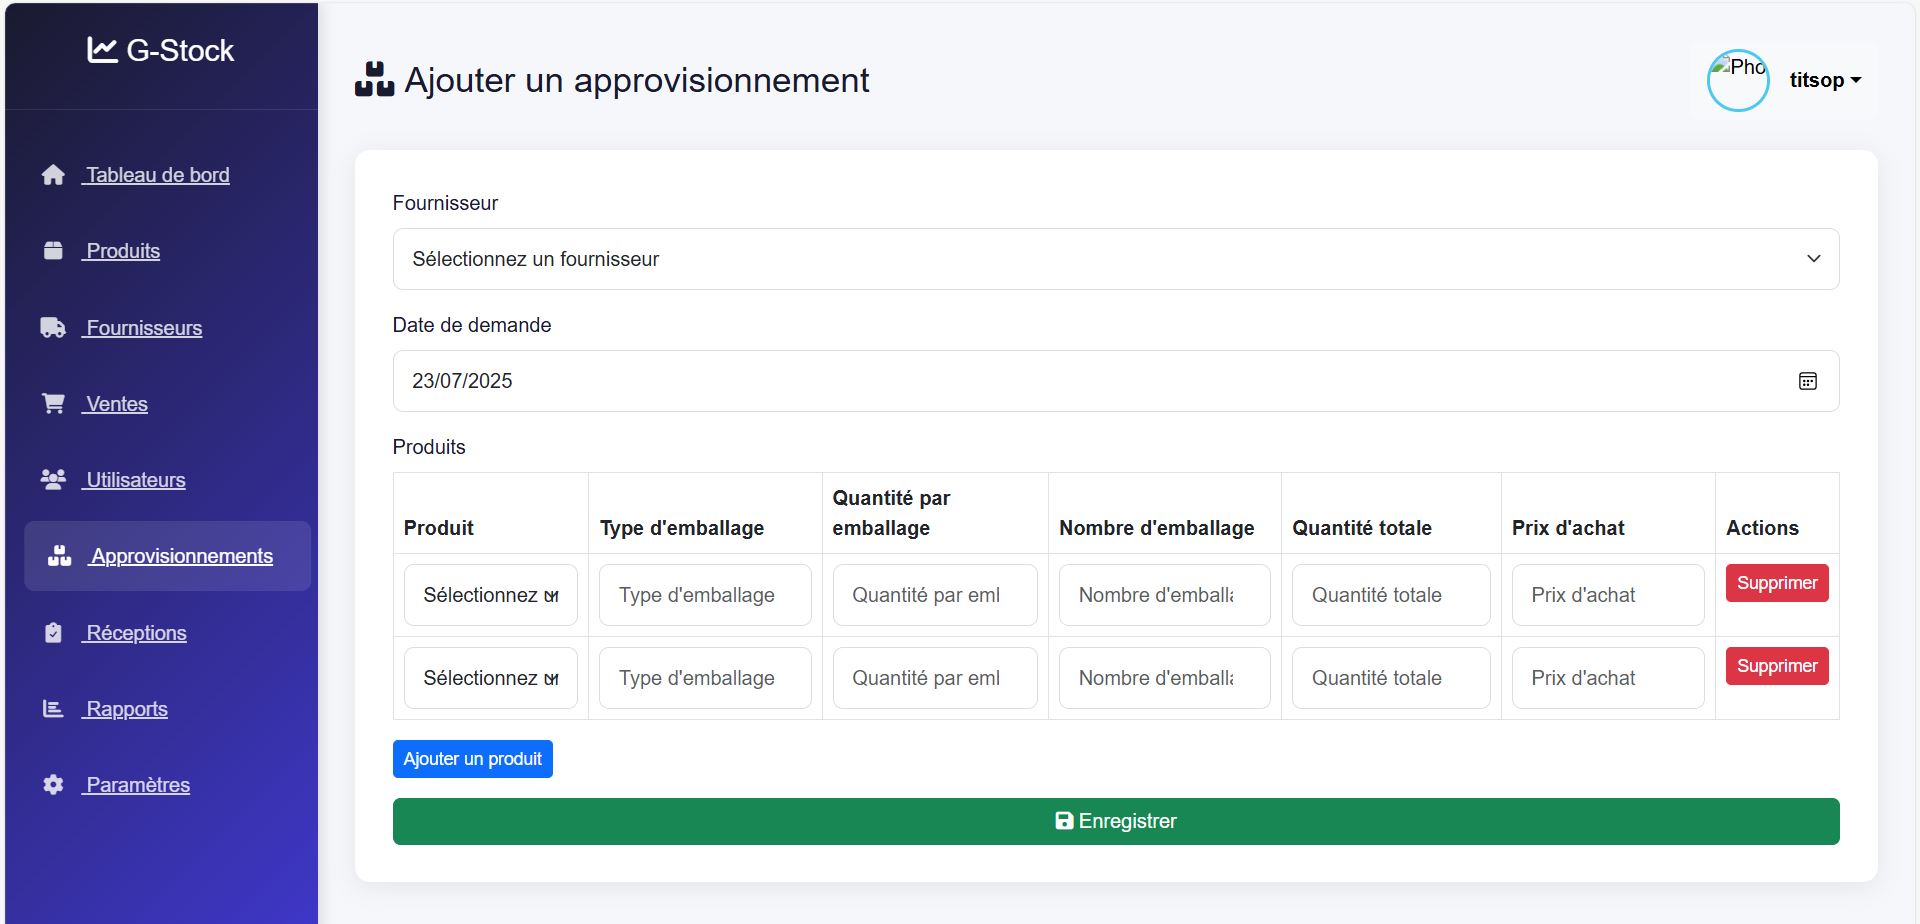 G-Stock
Tableau de bord
Produits
Fournisseurs
Ventes
Utilisateurs
Approvisionnements
Réceptions
Rapports
Paramètres
Ajouter un approvisionnement
Pho
titsop
Fournisseur
Sélectionnez un fournisseur
Date de demande
23/07/2025
Produits
Produit Type d'emballage Quantité par emballage Nombre d'emballage Quantité totale Prix d'achat Actions
Sélectionnez ur Type d'emballage Quantité par eml Nombre d'emballa Quantité totale Prix d'achat Supprimer
Sélectionnez ur Type d'emballage Quantité par eml Nombre d'emballa Quantité totale Prix d'achat Supprimer
Ajouter un produit
Enregistrer